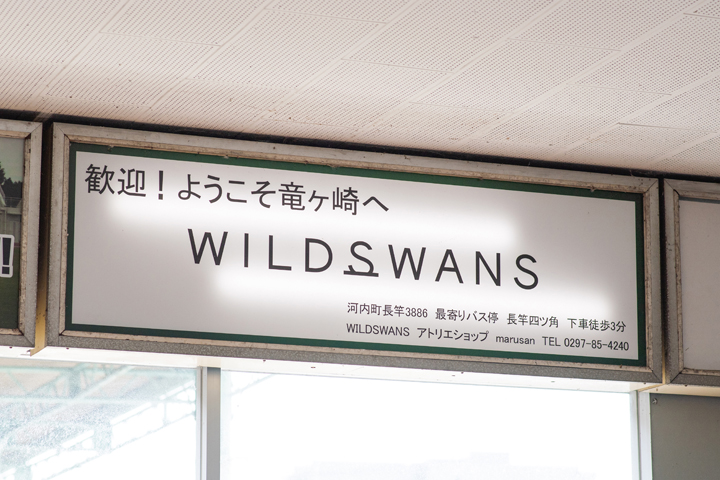 歓迎！ようこそ竜ヶ崎へ
WILDSWANS
河内町長竿3886 最寄りバス停 長竿四ツ角 下車徒歩3分
WILDSWANS アトリエショップ marusan TEL 0297-85-4240
!